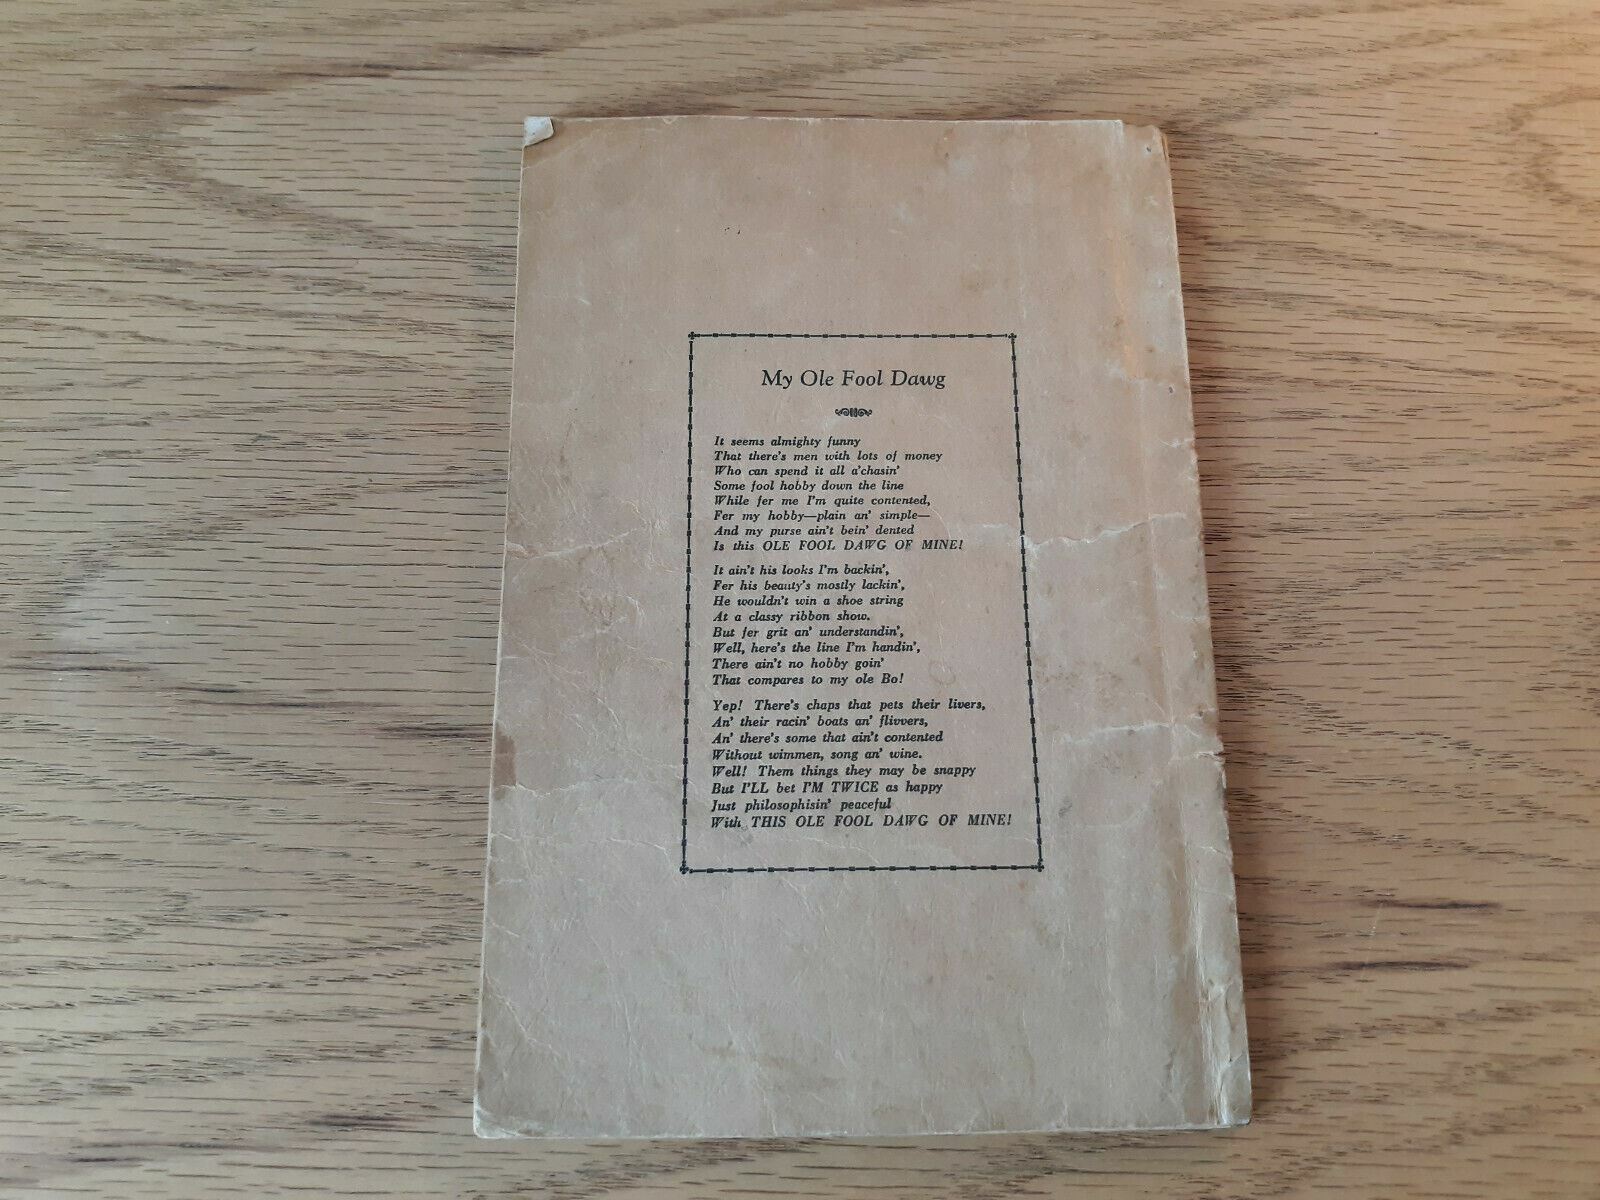 My Ole Fool Dawg
It seems almighty funny
That there's men with lots of money
Who can spend it all a'chasin'
Some fool hobby down the line
While fer me I'm quite contented,
Fer my hobby—plain an' simple—
And my purse ain't bein' dented
Is this OLE FOOL DAWG OF MINE!
It ain't his looks I'm backin',
Fer his beauty's mostly lackin',
He wouldn't win a shoe string
At a classy ribbon show.
But fer grit an' understandin',
Well, here's the line I'm handin',
There ain't no hobby goin'
That compares to my ole Bo!
Yep! There's chaps that pets their livers,
An' their racin' boats an' flivvers,
An' there's some that ain't contented
Without wimmen, song an' wine.
Well! Them things they may be snappy
But I'LL bet I'M TWICE as happy
Just philosophisin' peaceful
With THIS OLE FOOL DAWG OF MINE!